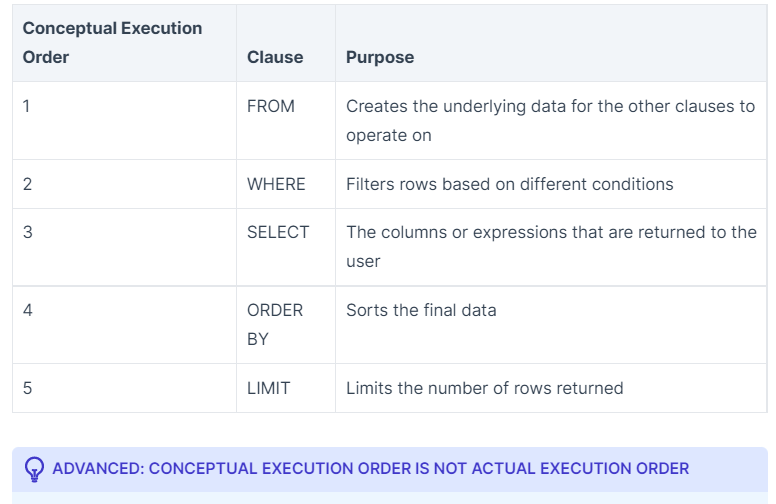 Conceptual Execution
Order
Clause
Purpose
1
FROM
Creates the underlying data for the other clauses to
operate on
2
WHERE
Filters rows based on different conditions
3
SELECT
The columns or expressions that are returned to the
user
4
ORDER
BY
Sorts the final data
5
LIMIT
Limits the number of rows returned
ADVANCED: CONCEPTUAL EXECUTION ORDER IS NOT ACTUAL EXECUTION ORDER